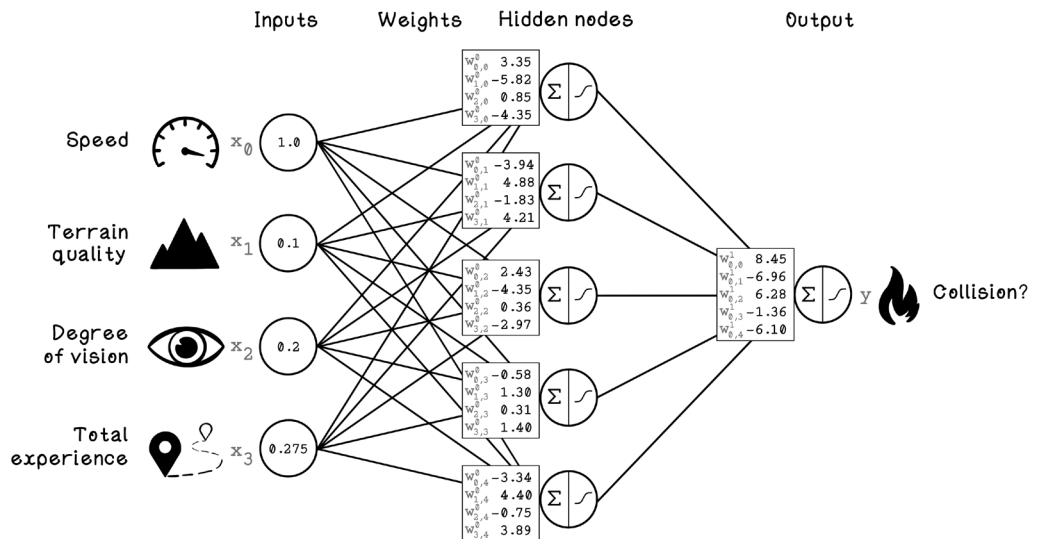 Inputs Weights Hidden nodes Output
w⁰0,0 3.35
w⁰1,0 -5.82
w⁰2,0 0.85
w⁰3,0 -4.35
Σ
Speed x0 1.0
w⁰0,1 -3.94
w⁰1,1 4.88
w⁰2,1 -1.83
w⁰3,1 4.21
Σ
Terrain
quality
x1 0.1
w⁰0,2 2.43
w⁰1,2 -4.35
w⁰2,2 0.36
w⁰3,2 -2.97
Σ
w¹0,0 8.45
w¹0,1 -6.96
w¹0,2 6.28
w¹0,3 -1.36
w¹0,4 -6.10
Σ
y Collision?
Degree
of vision
x2 0.2
w⁰0,3 -0.58
w⁰1,3 1.30
w⁰2,3 0.31
w⁰3,3 1.40
Σ
Total
experience
x3 0.275
w⁰0,4 -3.34
w⁰1,4 4.40
w⁰2,4 -0.75
w⁰3,4 3.89
Σ